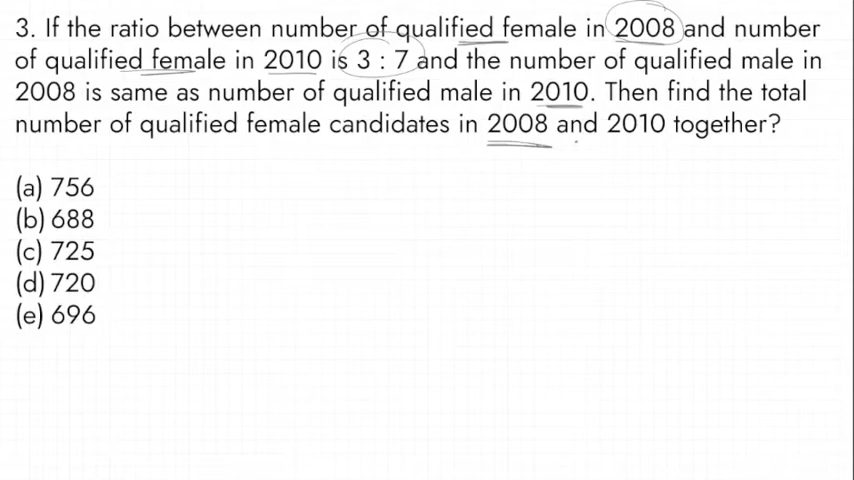 3. If the ratio between number of qualified female in 2008 and number
of qualified female in 2010 is 3 : 7 and the number of qualified male in
2008 is same as number of qualified male in 2010. Then find the total
number of qualified female candidates in 2008 and 2010 together?
(a) 756
(b) 688
(c) 725
(d) 720
(e) 696